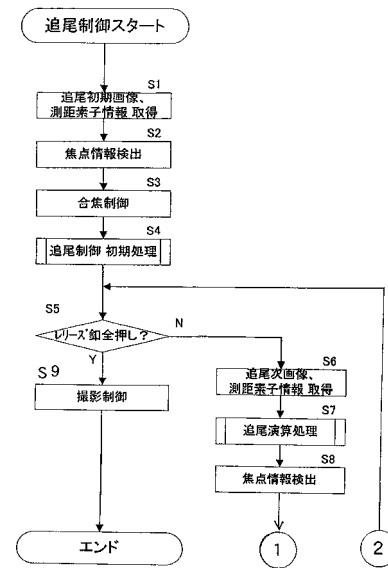 追尾制御スタート
S1
追尾初期画像、
測距素子情報 取得
S2
焦点情報検出
S3
合焦制御
S4
追尾制御 初期処理
S5
レリーズ釦全押し？
N
Y
S6
追尾次画像、
測距素子情報 取得
S7
追尾演算処理
S8
焦点情報検出
S9
撮影制御
エンド
1
2